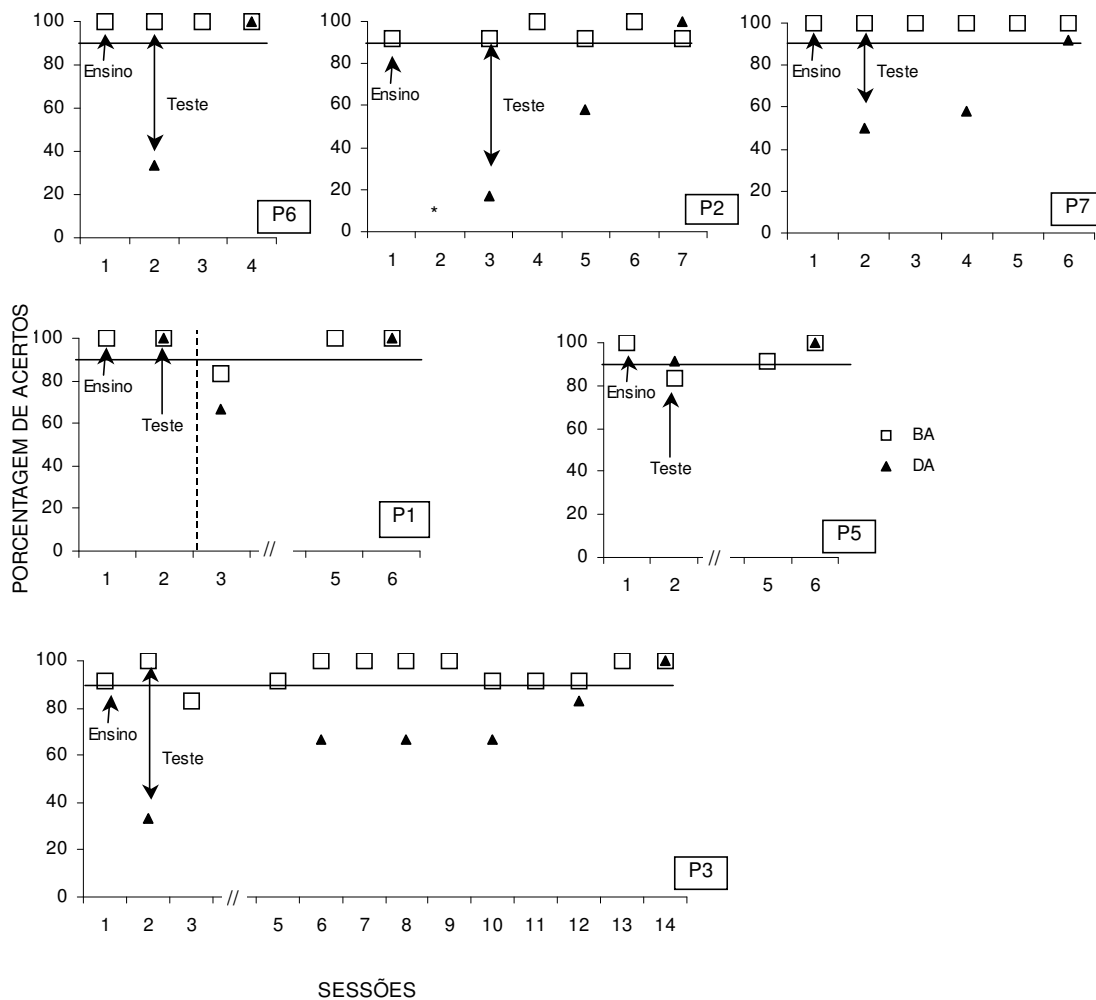 100
80
60
40
20
0
Ensino
Teste
P6
1 2 3 4
100
80
60
40
20
0
Ensino
Teste
*
P2
1 2 3 4 5 6 7
100
80
60
40
20
0
Ensino
Teste
P7
1 2 3 4 5 6
PORCENTAGEM DE ACERTOS
100
80
60
40
20
0
Ensino
Teste
P1
1 2 3 // 5 6
100
80
60
40
20
0
Ensino
Teste
P5
1 2 // 5 6
BA
DA
100
80
60
40
20
0
Ensino
Teste
P3
1 2 3 // 5 6 7 8 9 10 11 12 13 14
SESSÕES